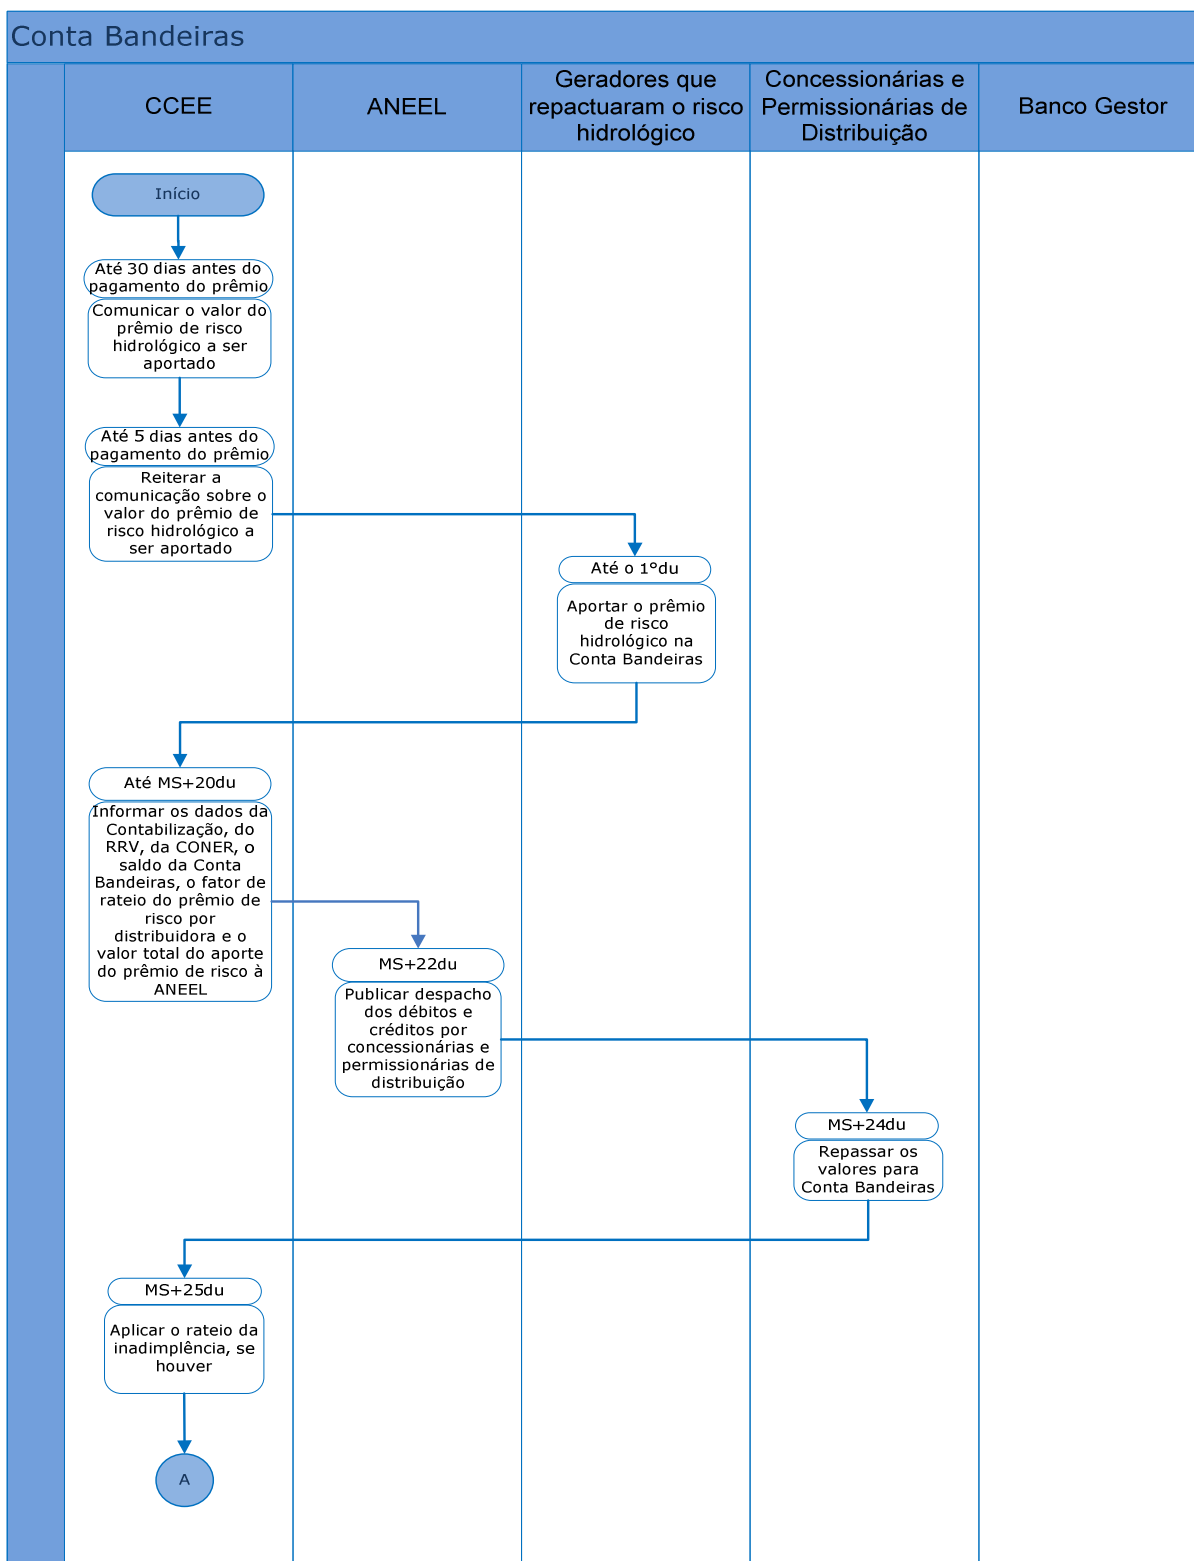 Conta Bandeiras
CCEE
ANEEL
Geradores que
repactuaram o risco
hidrológico
Concessionárias e
Permissionárias de
Distribuição
Banco Gestor
Início
Até 30 dias antes do
pagamento do prêmio
Comunicar o valor do
prêmio de risco
hidrológico a ser
aportado
Até 5 dias antes do
pagamento do prêmio
Reiterar a
comunicação sobre o
valor do prêmio de
risco hidrológico a
ser aportado
Até o 1ºdu
Aportar o prêmio
de risco
hidrológico na
Conta Bandeiras
Até MS+20du
Informar os dados da
Contabilização, do
RRV, da CONER, o
saldo da Conta
Bandeiras, o fator de
rateio do prêmio de
risco por
distribuidora e o
valor total do aporte
do prêmio de risco à
ANEEL
MS+22du
Publicar despacho
dos débitos e
créditos por
concessionárias e
permissionárias de
distribuição
MS+24du
Repassar os
valores para
Conta Bandeiras
MS+25du
Aplicar o rateio da
inadimplência, se
houver
A